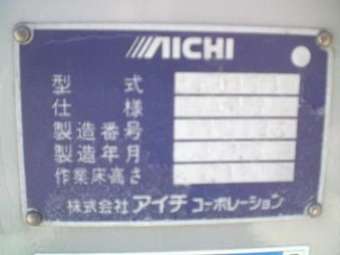 AICHI
型式
仕様
製造番号
製造年月
作業床高さ
株式会社アイチコーポレーション